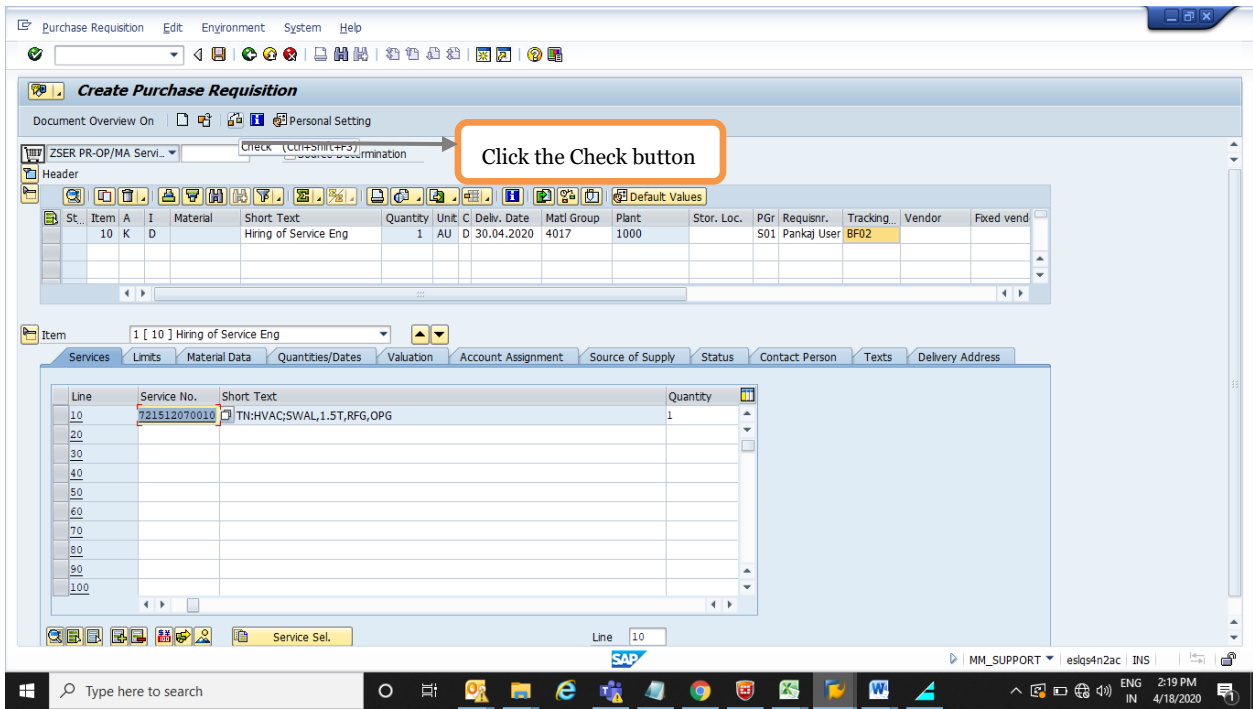 Purchase Requisition Edit Environment System Help
Create Purchase Requisition
Document Overview On Personal Setting
Check (Ctrl+Shift+F3)
Click the Check button
ZSER PR-OP/MA Servi... Source Determination
Header
Default Values
St... Item A I Material Short Text Quantity Unit C Deliv. Date Matl Group Plant Stor. Loc. PGr Requisnr. Tracking... Vendor Fixed vend
10 K D Hiring of Service Eng 1 AU D 30.04.2020 4017 1000 S01 Pankaj User BF02
Item 1 [ 10 ] Hiring of Service Eng
Services Limits Material Data Quantities/Dates Valuation Account Assignment Source of Supply Status Contact Person Texts Delivery Address
Line Service No. Short Text Quantity
10 721512070010 TN:HVAC;SWAL,1.5T,RFG,OPG 1
20
30
40
50
60
70
80
90
100
Service Sel. Line 10
SAP
MM_SUPPORT eslqs4n2ac INS
Type here to search
ENG 2:19 PM
IN 4/18/2020